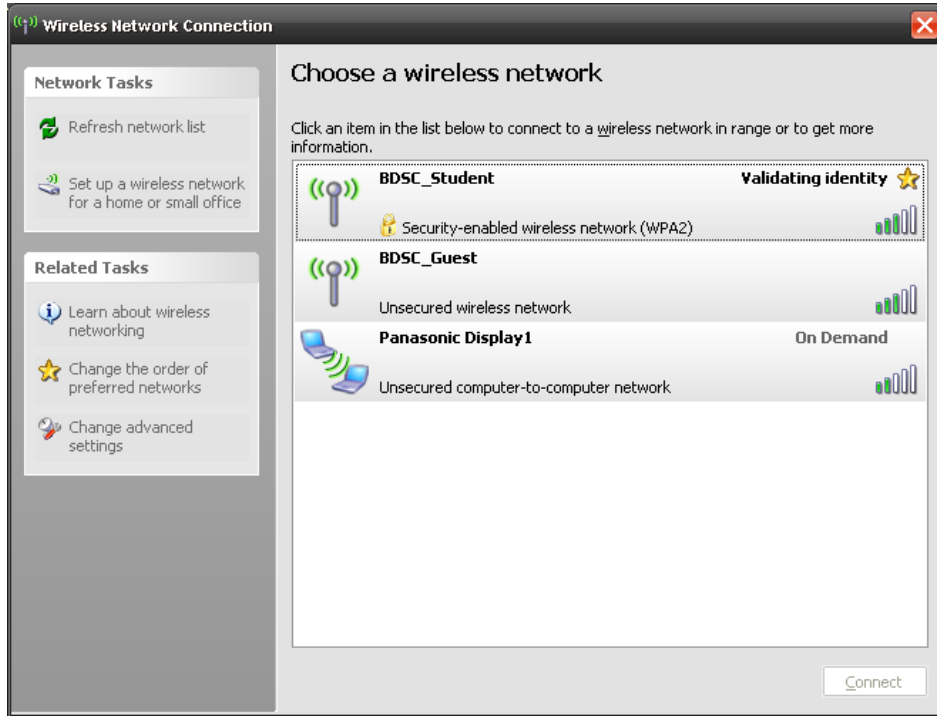 Wireless Network Connection
Network Tasks
Refresh network list
Set up a wireless network
for a home or small office
Related Tasks
Learn about wireless
networking
Change the order of
preferred networks
Change advanced
settings
Choose a wireless network
Click an item in the list below to connect to a wireless network in range or to get more
information.
BDSC_Student Validating identity
Security-enabled wireless network (WPA2)
BDSC_Guest
Unsecured wireless network
Panasonic Display1 On Demand
Unsecured computer-to-computer network
Connect